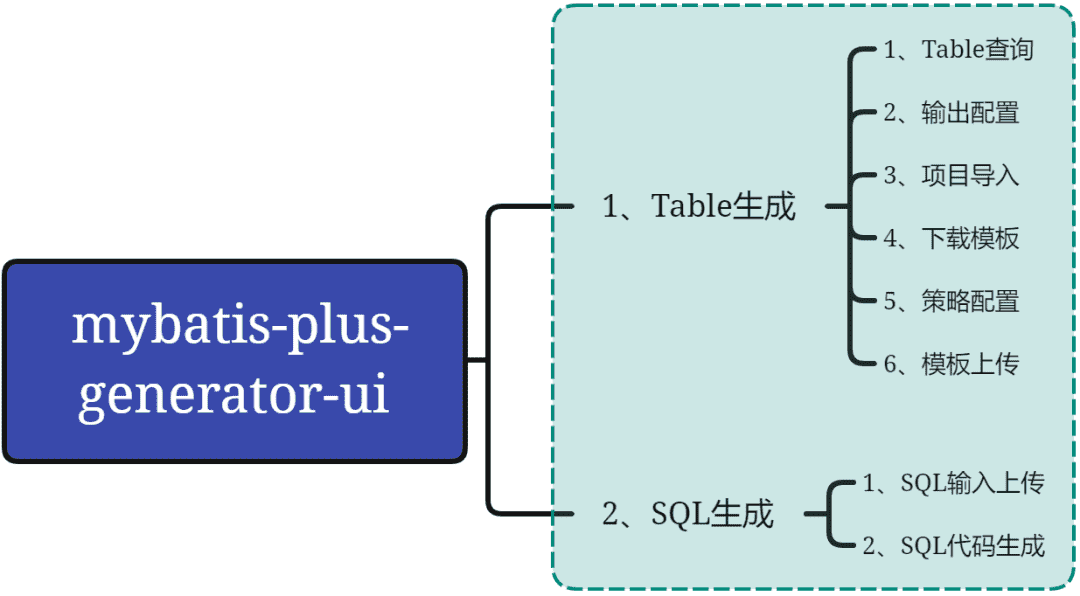 mybatis-plus-
generator-ui
1、Table生成
1、Table查询
2、输出配置
3、项目导入
4、下载模板
5、策略配置
6、模板上传
2、SQL生成
1、SQL输入上传
2、SQL代码生成